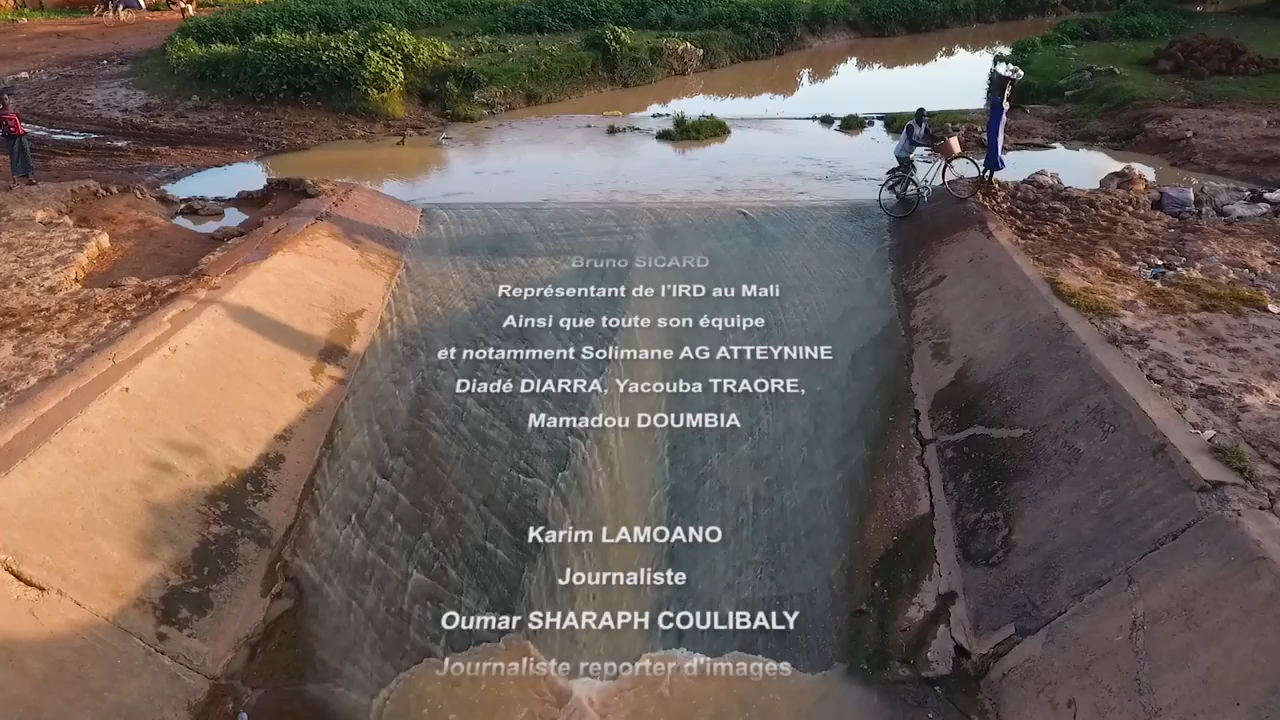 Bruno SICARD
Représentant de l'IRD au Mali
Ainsi que toute son équipe
et notamment Solimane AG ATTEYNINE
Diadé DIARRA, Yacouba TRAORE,
Mamadou DOUMBIA
Karim LAMOANO
Journaliste
Oumar SHARAPH COULIBALY
Journaliste reporter d'images